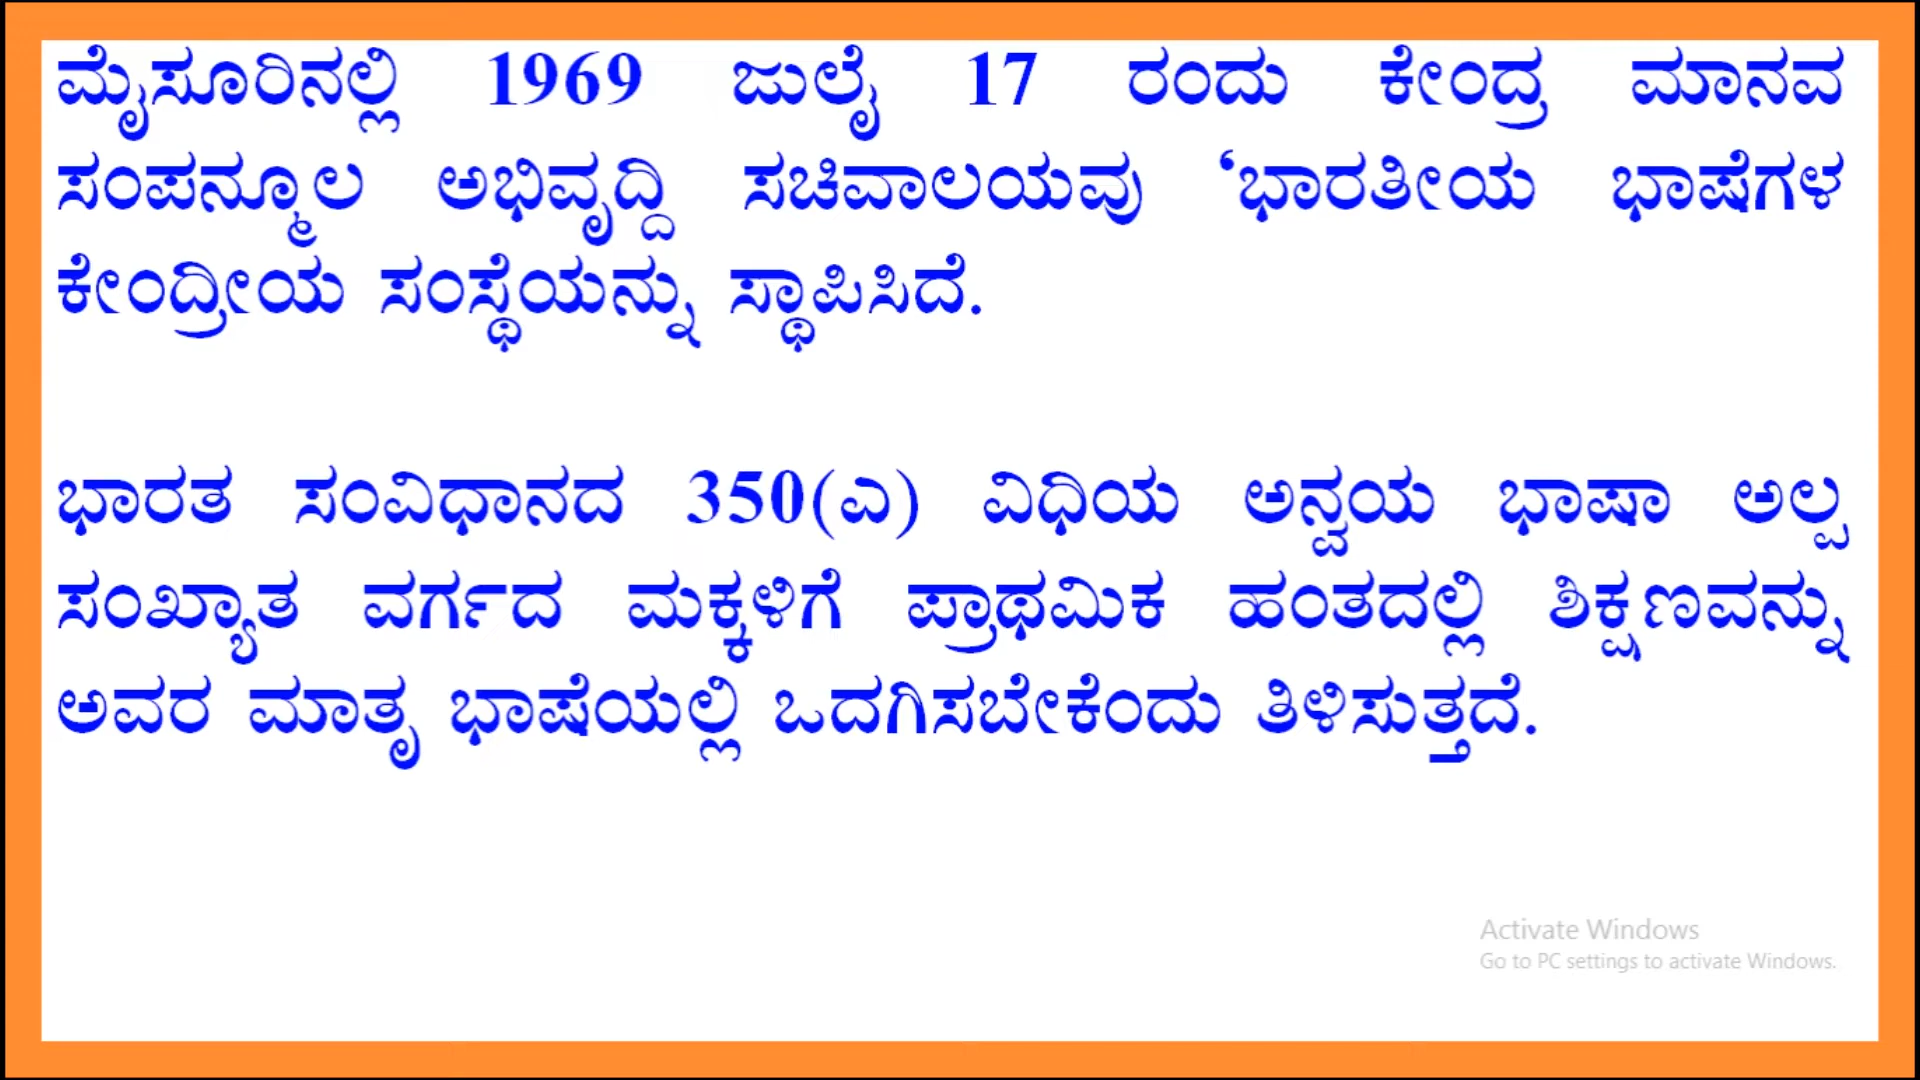 ಮೈಸೂರಿನಲ್ಲಿ 1969 ಜುಲೈ 17 ರಂದು ಕೇಂದ್ರ ಮಾನವ
ಸಂಪನ್ಮೂಲ ಅಭಿವೃದ್ದಿ ಸಚಿವಾಲಯವು ‘ಭಾರತೀಯ ಭಾಷೆಗಳ
ಕೇಂದ್ರೀಯ ಸಂಸ್ಥೆಯನ್ನು ಸ್ಥಾಪಿಸಿದೆ.
ಭಾರತ ಸಂವಿಧಾನದ 350(ಎ) ವಿಧಿಯ ಅನ್ವಯ ಭಾಷಾ ಅಲ್ಪ
ಸಂಖ್ಯಾತ ವರ್ಗದ ಮಕ್ಕಳಿಗೆ ಪ್ರಾಥಮಿಕ ಹಂತದಲ್ಲಿ ಶಿಕ್ಷಣವನ್ನು
ಅವರ ಮಾತೃ ಭಾಷೆಯಲ್ಲಿ ಒದಗಿಸಬೇಕೆಂದು ತಿಳಿಸುತ್ತದೆ.
Activate Windows
Go to PC settings to activate Windows.